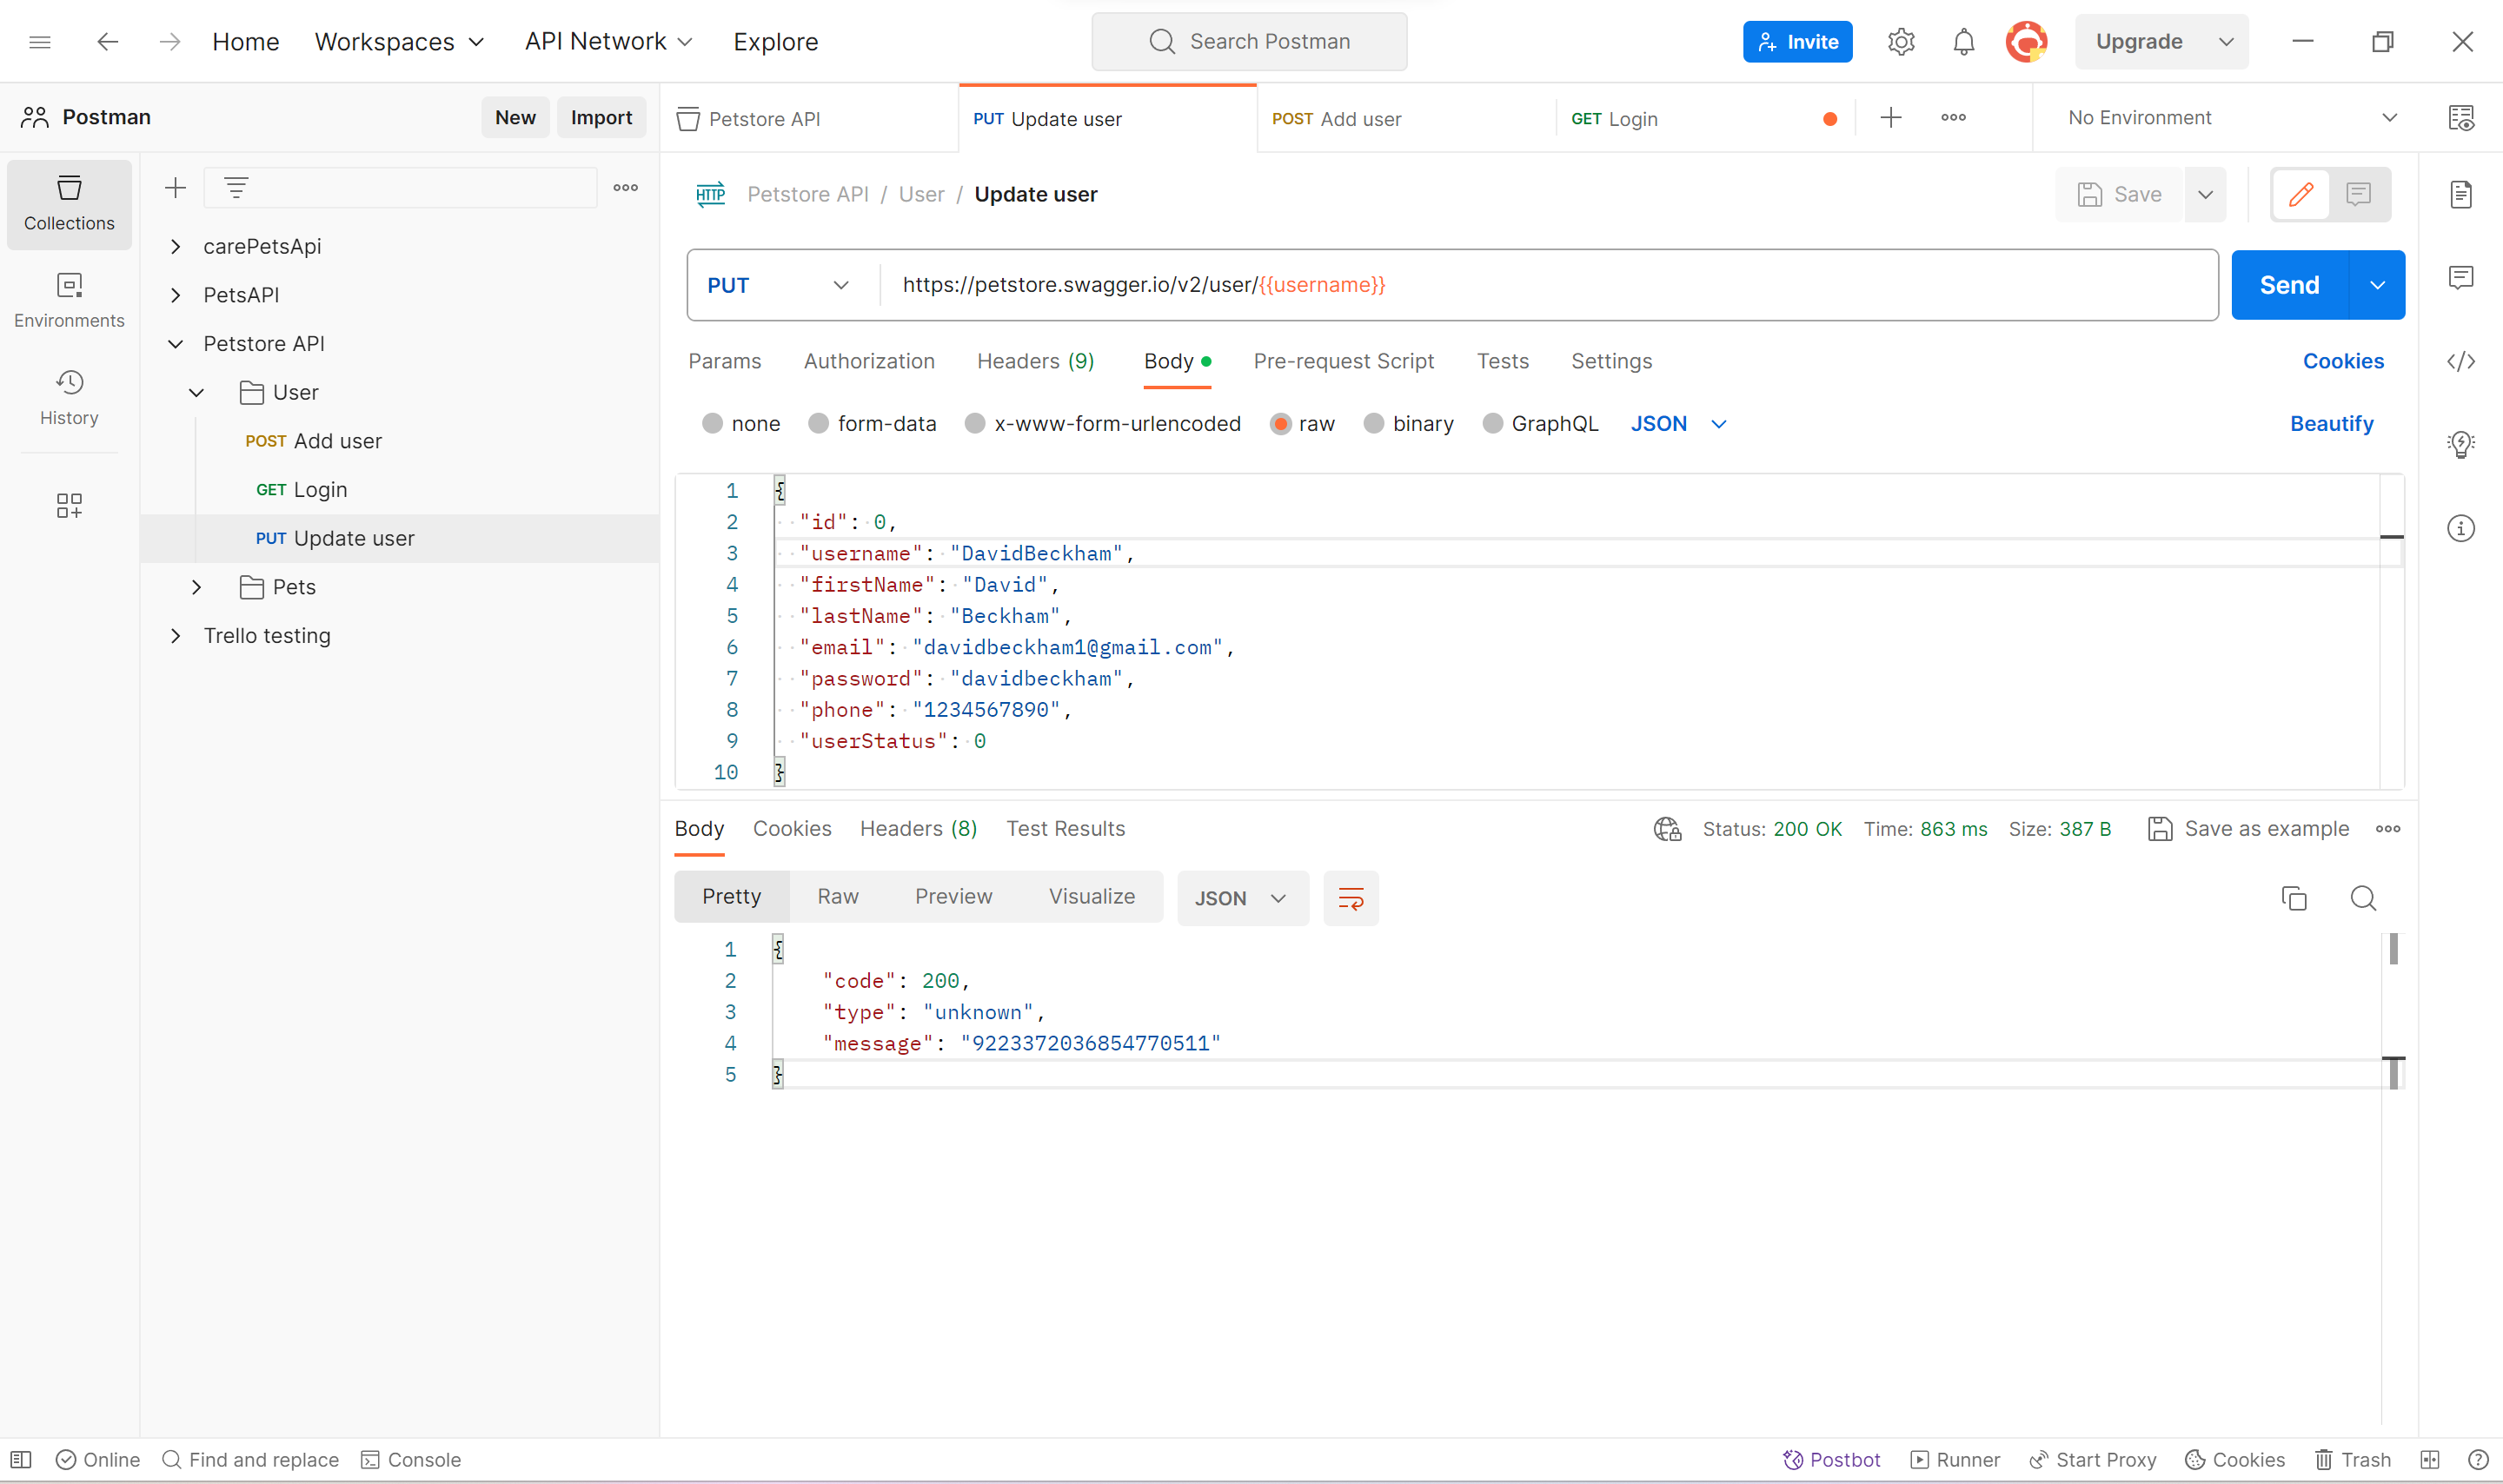 Home Workspaces API Network Explore Search Postman Invite Upgrade
Postman New Import Petstore API PUT Update user POST Add user GET Login No Environment
Collections
Environments
History
carePetsApi
PetsAPI
Petstore API
User
POST Add user
GET Login
PUT Update user
Pets
Trello testing
HTTP Petstore API / User / Update user Save
PUT https://petstore.swagger.io/v2/user/{{username}} Send
Params Authorization Headers (9) Body Pre-request Script Tests Settings Cookies
none form-data x-www-form-urlencoded raw binary GraphQL JSON Beautify
1 {
2 "id": 0,
3 "username": "DavidBeckham",
4 "firstName": "David",
5 "lastName": "Beckham",
6 "email": "davidbeckham1@gmail.com",
7 "password": "davidbeckham",
8 "phone": "1234567890",
9 "userStatus": 0
10 }
Body Cookies Headers (8) Test Results Status: 200 OK Time: 863 ms Size: 387 B Save as example
Pretty Raw Preview Visualize JSON
1 {
2 "code": 200,
3 "type": "unknown",
4 "message": "9223372036854770511"
5 }
Online Find and replace Console Postbot Runner Start Proxy Cookies Trash